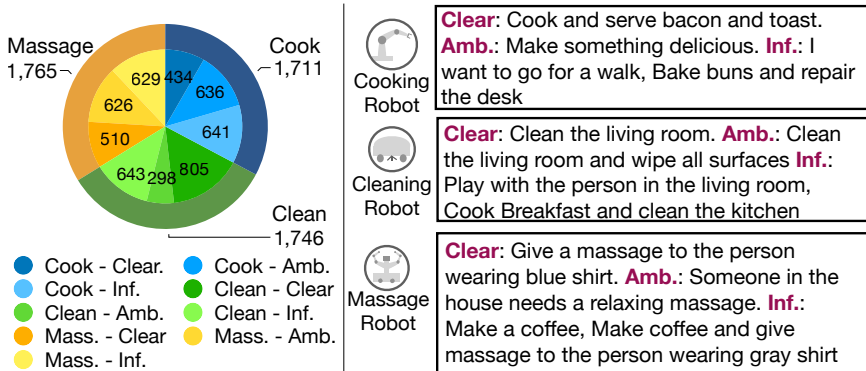 Massage
1,765
Cook
1,711
629
434
626
636
510
641
643
298
805
Clean
1,746
Cook - Clear.
Cook - Amb.
Cook - Inf.
Clean - Clear
Clean - Amb.
Clean - Inf.
Mass. - Clear
Mass. - Amb.
Mass. - Inf.
Cooking
Robot
Clear: Cook and serve bacon and toast.
Amb.: Make something delicious. Inf.: I
want to go for a walk, Bake buns and repair
the desk
Cleaning
Robot
Clear: Clean the living room. Amb.: Clean
the living room and wipe all surfaces Inf.:
Play with the person in the living room,
Cook Breakfast and clean the kitchen
Massage
Robot
Clear: Give a massage to the person
wearing blue shirt. Amb.: Someone in the
house needs a relaxing massage. Inf.:
Make a coffee, Make coffee and give
massage to the person wearing gray shirt